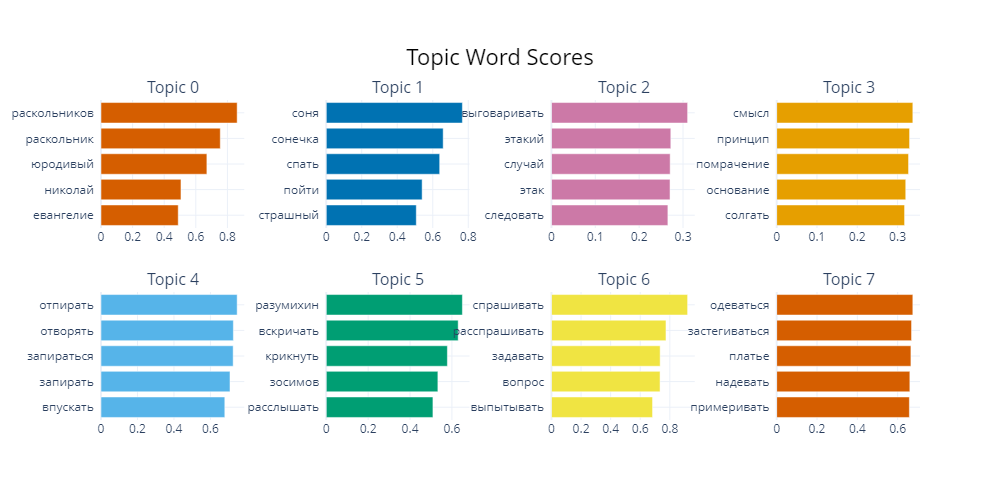 Topic Word Scores
Topic 0
раскольников
раскольник
юродивый
николай
евангелие
0 0.2 0.4 0.6 0.8
Topic 1
соня
сонечка
спать
пойти
страшный
0 0.2 0.4 0.6 0.8
Topic 2
выговаривать
этакий
случай
этак
следовать
0 0.1 0.2 0.3
Topic 3
смысл
принцип
помрачение
основание
солгать
0 0.1 0.2 0.3
Topic 4
отпирать
отворять
запираться
запирать
впускать
0 0.2 0.4 0.6
Topic 5
разумихин
вскричать
крикнуть
зосимов
расслышать
0 0.2 0.4 0.6
Topic 6
спрашивать
расспрашивать
задавать
вопрос
выпытывать
0 0.2 0.4 0.6 0.8
Topic 7
одеваться
застегиваться
платье
надевать
примеривать
0 0.2 0.4 0.6